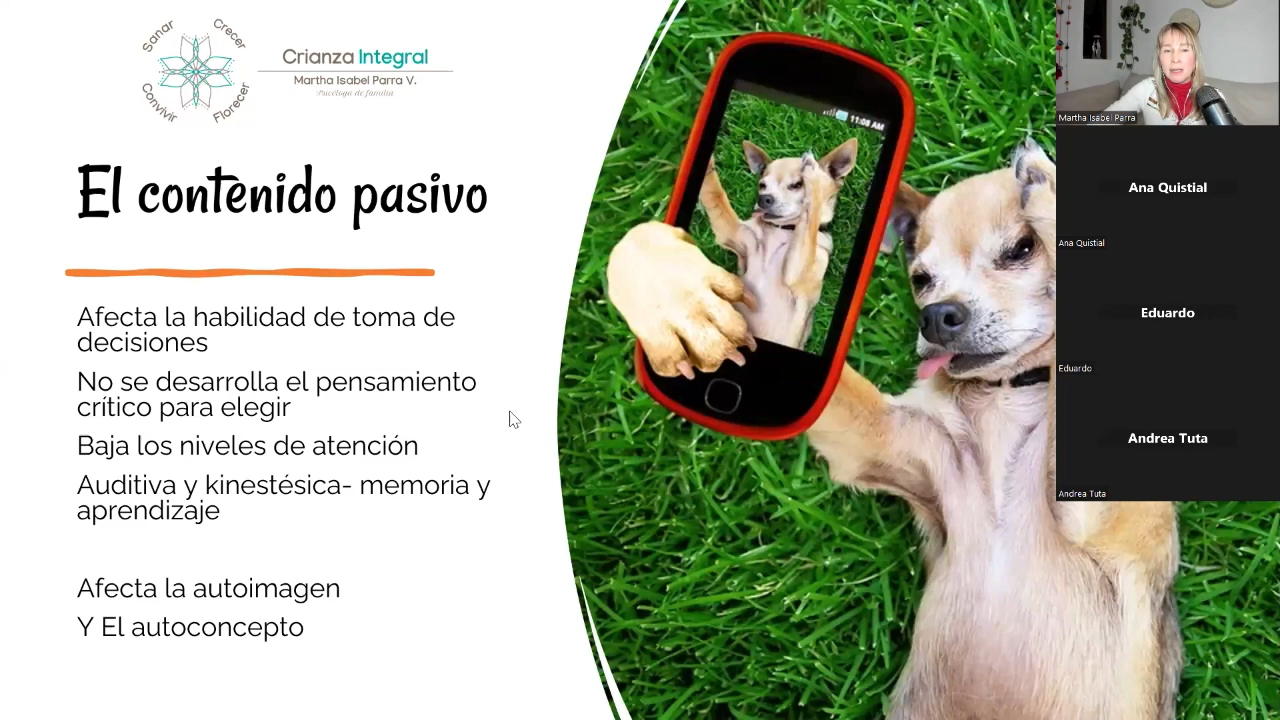 Sanar
Crecer
Convivir
Florecer
Crianza Integral
Martha Isabel Parra V.
Psicóloga de familia
El contenido pasivo
Afecta la habilidad de toma de
decisiones
No se desarrolla el pensamiento
crítico para elegir
Baja los niveles de atención
Auditiva y kinestésica- memoria y
aprendizaje
Afecta la autoimagen
Y El autoconcepto
11:08 AM
Martha Isabel Parra
Ana Quistial
Ana Quistial
Eduardo
Eduardo
Andrea Tuta
Andrea Tuta